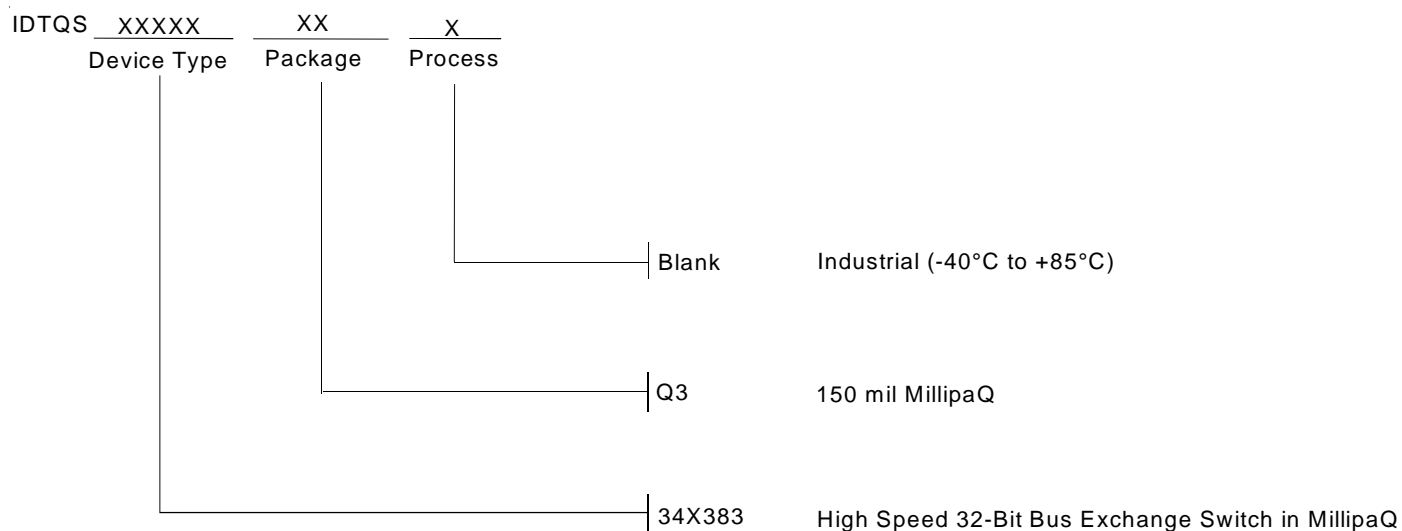 IDTQS XXXXX XX X
Device Type Package Process
Blank Industrial (-40°C to +85°C)
Q3 150 mil MillipaQ
34X383 High Speed 32-Bit Bus Exchange Switch in MillipaQ